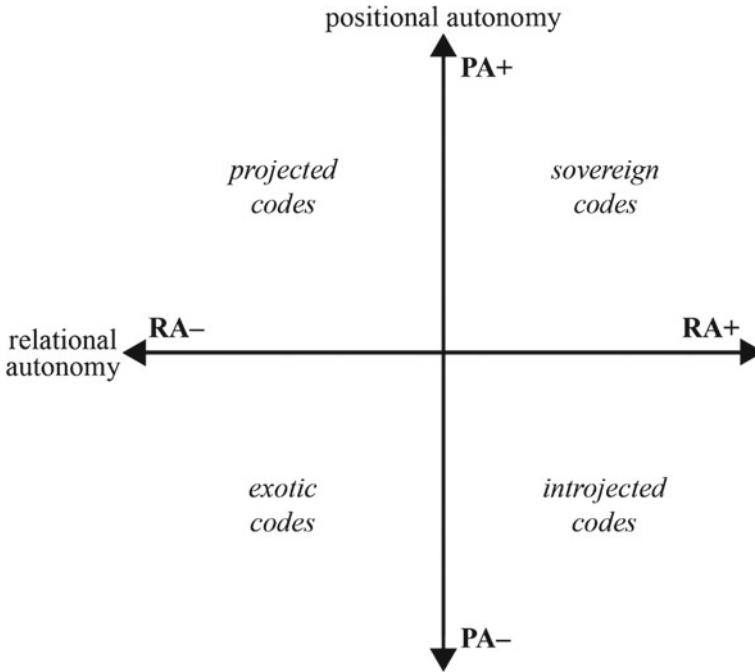 positional autonomy
PA+
projected
codes
sovereign
codes
RA–
RA+
relational
autonomy
exotic
codes
introjected
codes
PA–